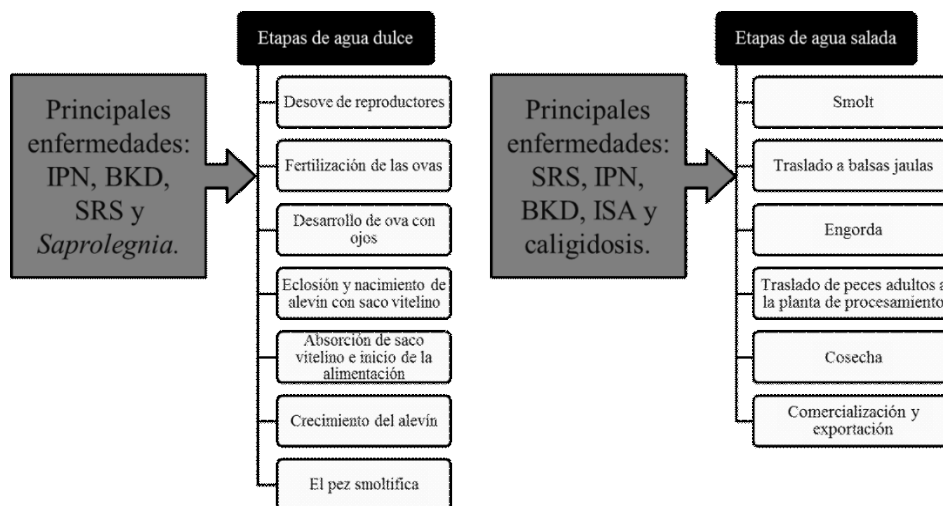 Etapas de agua dulce
Principales
enfermedades:
IPN, BKD,
SRS y
Saprolegnia.
Desove de reproductores
Fertilización de las ovas
Desarrollo de ova con
ojos
Eclosión y nacimiento de
alevín con saco vitelino
Absorción de saco
vitelino e inicio de la
alimentación
Crecimiento del alevín
El pez smoltifica
Etapas de agua salada
Principales
enfermedades:
SRS, IPN,
BKD, ISA y
caligidosis.
Smolt
Traslado a balsas jaulas
Engorda
Traslado de peces adultos a
la planta de procesamiento
Cosecha
Comercialización y
exportación